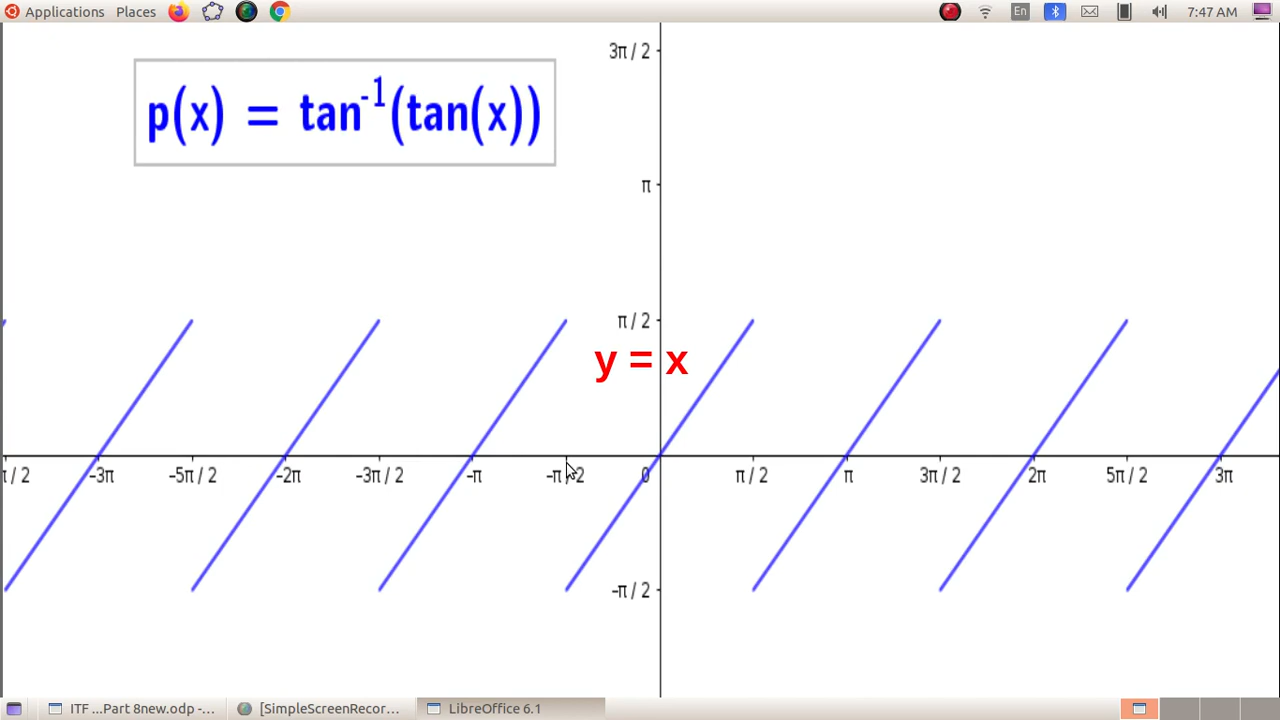 Applications Places En 7:47 AM
3π / 2
p(x) = tan⁻¹(tan(x))
π
π / 2
y = x
π / 2 -3π -5π / 2 -2π -3π / 2 -π -π / 2 0 π / 2 π 3π / 2 2π 5π / 2 3π
-π / 2
ITF ...Part 8new.odp -... [SimpleScreenRecor... LibreOffice 6.1